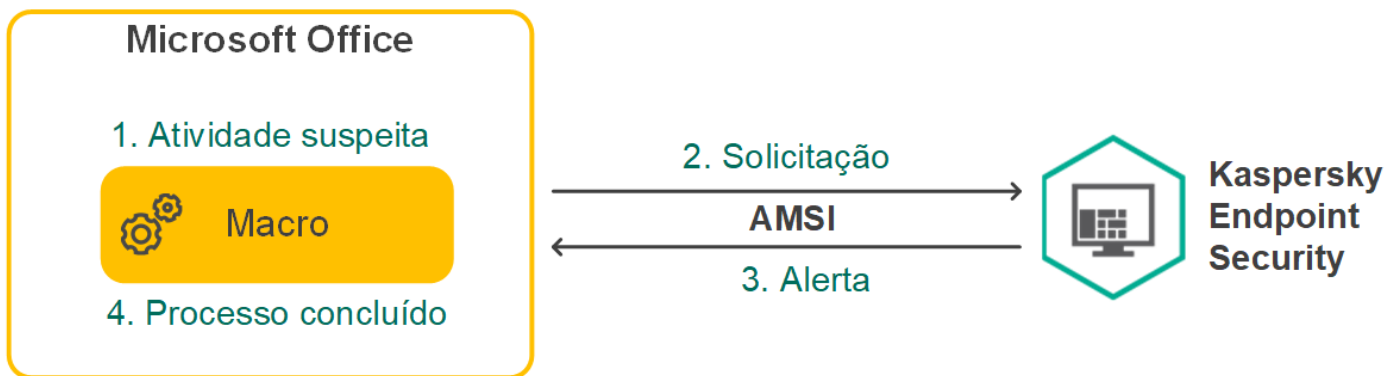 Microsoft Office
1. Atividade suspeita
Macro
4. Processo concluído
2. Solicitação
AMSI
3. Alerta
Kaspersky
Endpoint
Security